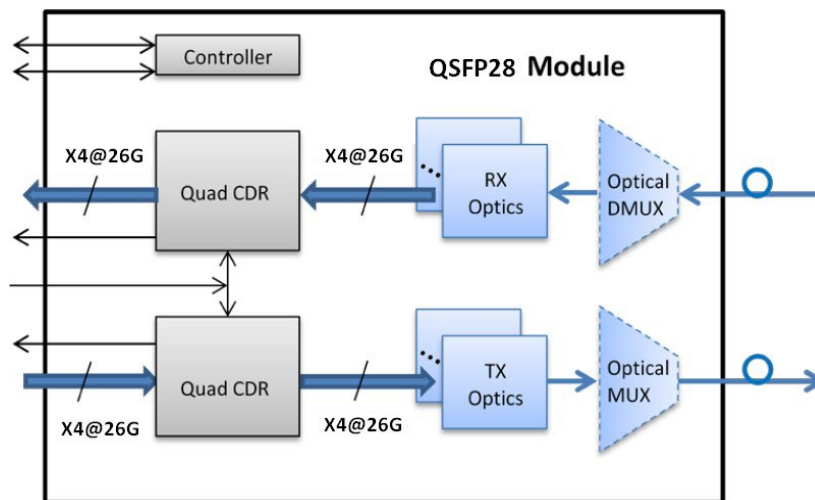 Controller
QSFP28 Module
X4@26G
X4@26G
Quad CDR
RX
Optics
Optical
DMUX
Quad CDR
TX
Optics
Optical
MUX
X4@26G
X4@26G